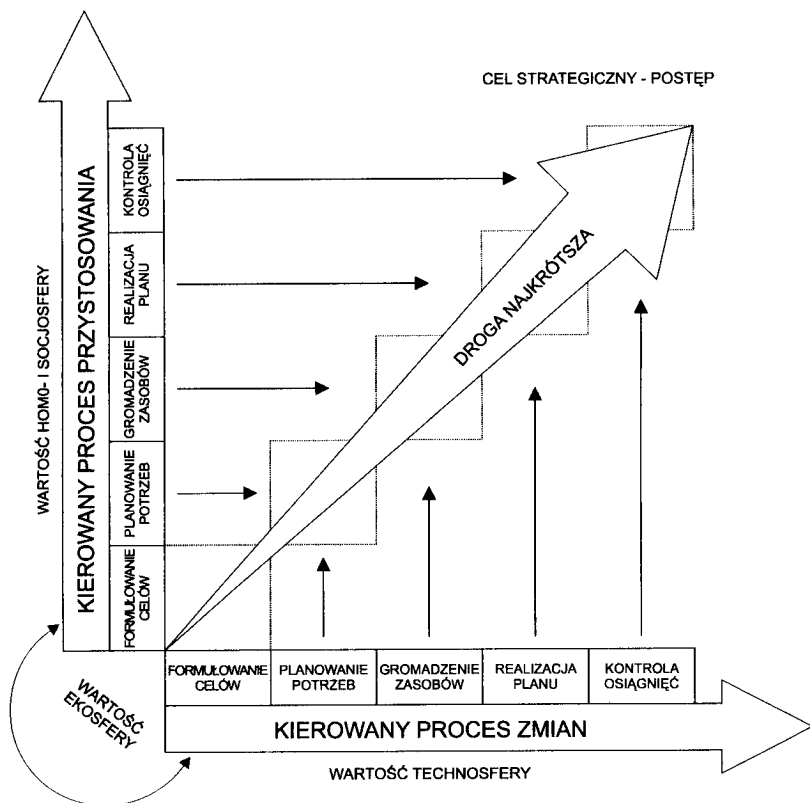 CEL STRATEGICZNY - POSTĘP
WARTOŚĆ HOMO- I SOCJOSFERY
KIEROWANY PROCES PRZYSTOSOWANIA
KONTROLA
OSIĄGNIĘĆ
REALIZACJA
PLANU
GROMADZENIE
ZASOBÓW
PLANOWANIE
POTRZEB
FORMUŁOWANIE
CELÓW
DROGA NAJKRÓTSZA
FORMUŁOWANIE
CELÓW
PLANOWANIE
POTRZEB
GROMADZENIE
ZASOBÓW
REALIZACJA
PLANU
KONTROLA
OSIĄGNIĘĆ
WARTOŚĆ
EKOSFERY
KIEROWANY PROCES ZMIAN
WARTOŚĆ TECHNOSFERY